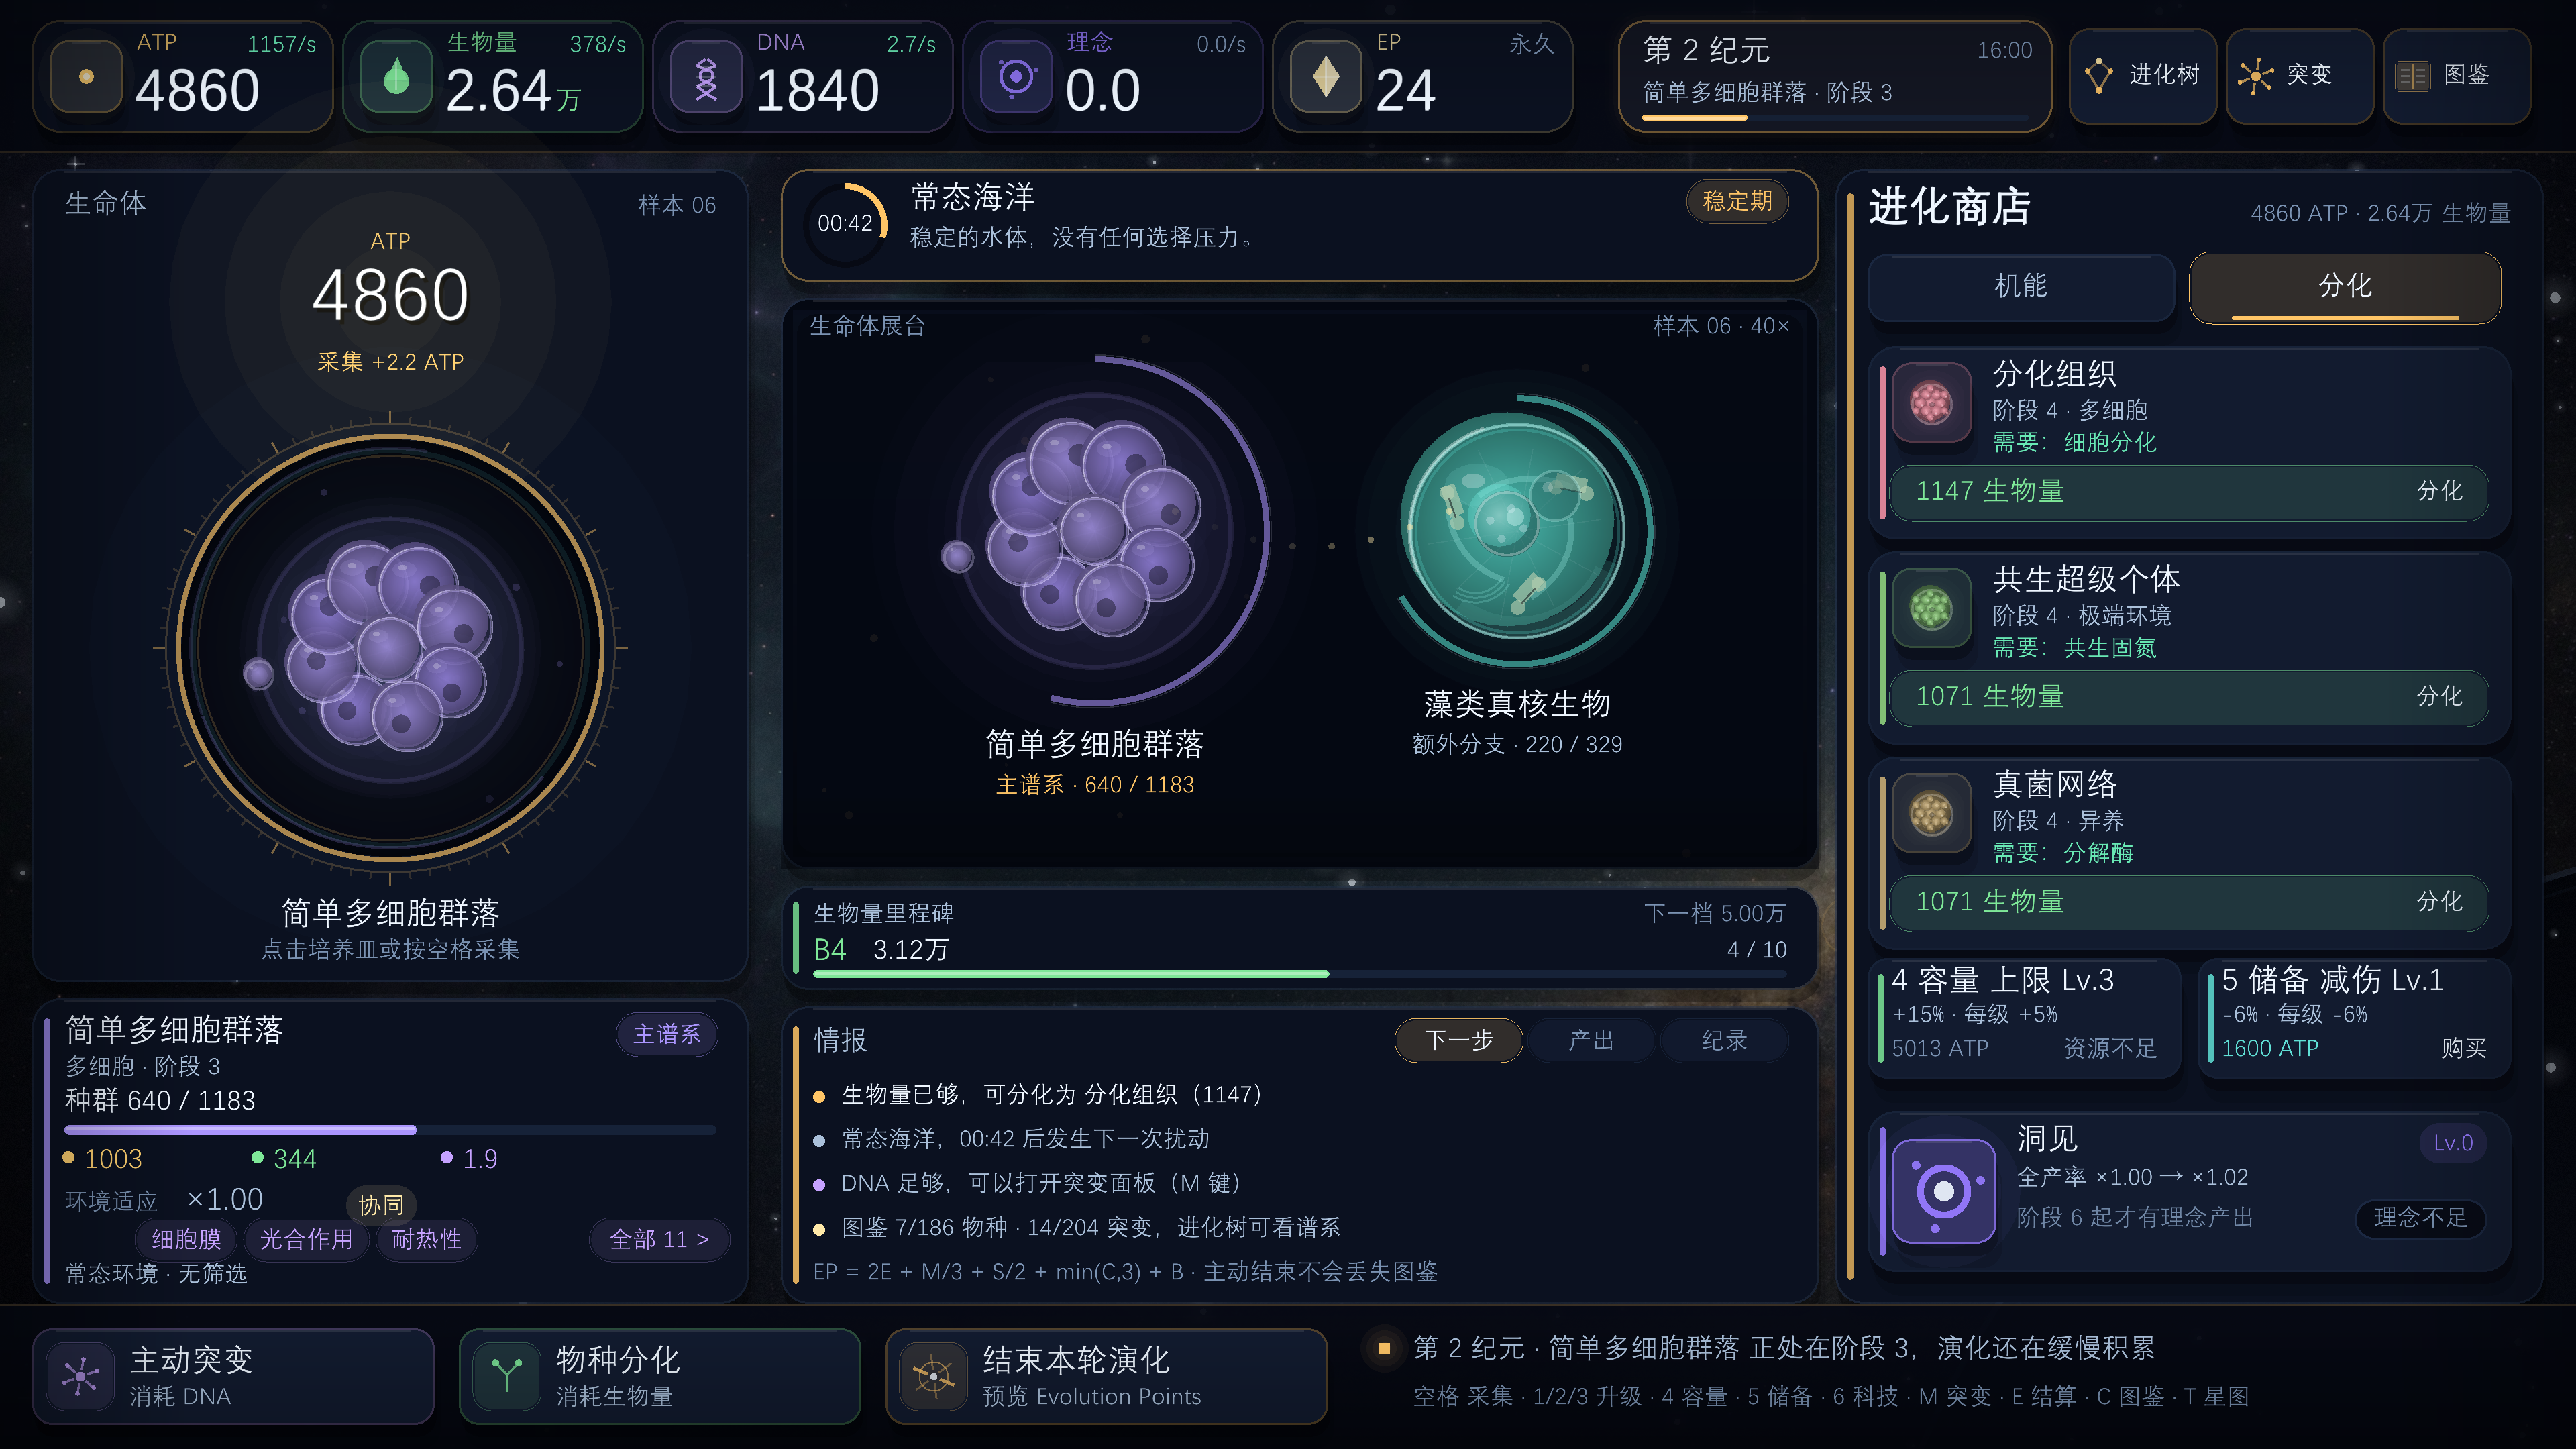 ATP 1157/s
4860
生物量 378/s
2.64万
DNA 2.7/s
1840
理念 0.0/s
0.0
EP 永久
24
第 2 纪元 16:00
简单多细胞群落 · 阶段 3
进化树
突变
图鉴
生命体 样本 06
ATP
4860
采集 +2.2 ATP
简单多细胞群落
点击培养皿或按空格采集
简单多细胞群落 主谱系
多细胞 · 阶段 3
种群 640 / 1183
1003 344 1.9
环境适应 ×1.00 协同
细胞膜 光合作用 耐热性 全部 11 >
常态环境 · 无筛选
00:42
常态海洋 稳定期
稳定的水体，没有任何选择压力。
生命体展台 样本 06 · 40×
简单多细胞群落
主谱系 · 640 / 1183
藻类真核生物
额外分支 · 220 / 329
生物量里程碑 下一档 5.00万
B4 3.12万 4 / 10
情报 下一步 产出 纪录
生物量已够，可分化为 分化组织（1147）
常态海洋，00:42 后发生下一次扰动
DNA 足够，可以打开突变面板（M 键）
图鉴 7/186 物种 · 14/204 突变，进化树可看谱系
EP = 2E + M/3 + S/2 + min(C,3) + B · 主动结束不会丢失图鉴
进化商店 4860 ATP · 2.64万 生物量
机能 分化
分化组织
阶段 4 · 多细胞
需要：细胞分化
1147 生物量 分化
共生超级个体
阶段 4 · 极端环境
需要：共生固氮
1071 生物量 分化
真菌网络
阶段 4 · 异养
需要：分解酶
1071 生物量 分化
4 容量 上限 Lv.3
+15% · 每级 +5%
5013 ATP 资源不足
5 储备 减伤 Lv.1
-6% · 每级 -6%
1600 ATP 购买
洞见 Lv.0
全产率 ×1.00 → ×1.02
阶段 6 起才有理念产出 理念不足
主动突变
消耗 DNA
物种分化
消耗生物量
结束本轮演化
预览 Evolution Points
第 2 纪元 · 简单多细胞群落 正处在阶段 3，演化还在缓慢积累
空格 采集 · 1/2/3 升级 · 4 容量 · 5 储备 · 6 科技 · M 突变 · E 结算 · C 图鉴 · T 星图